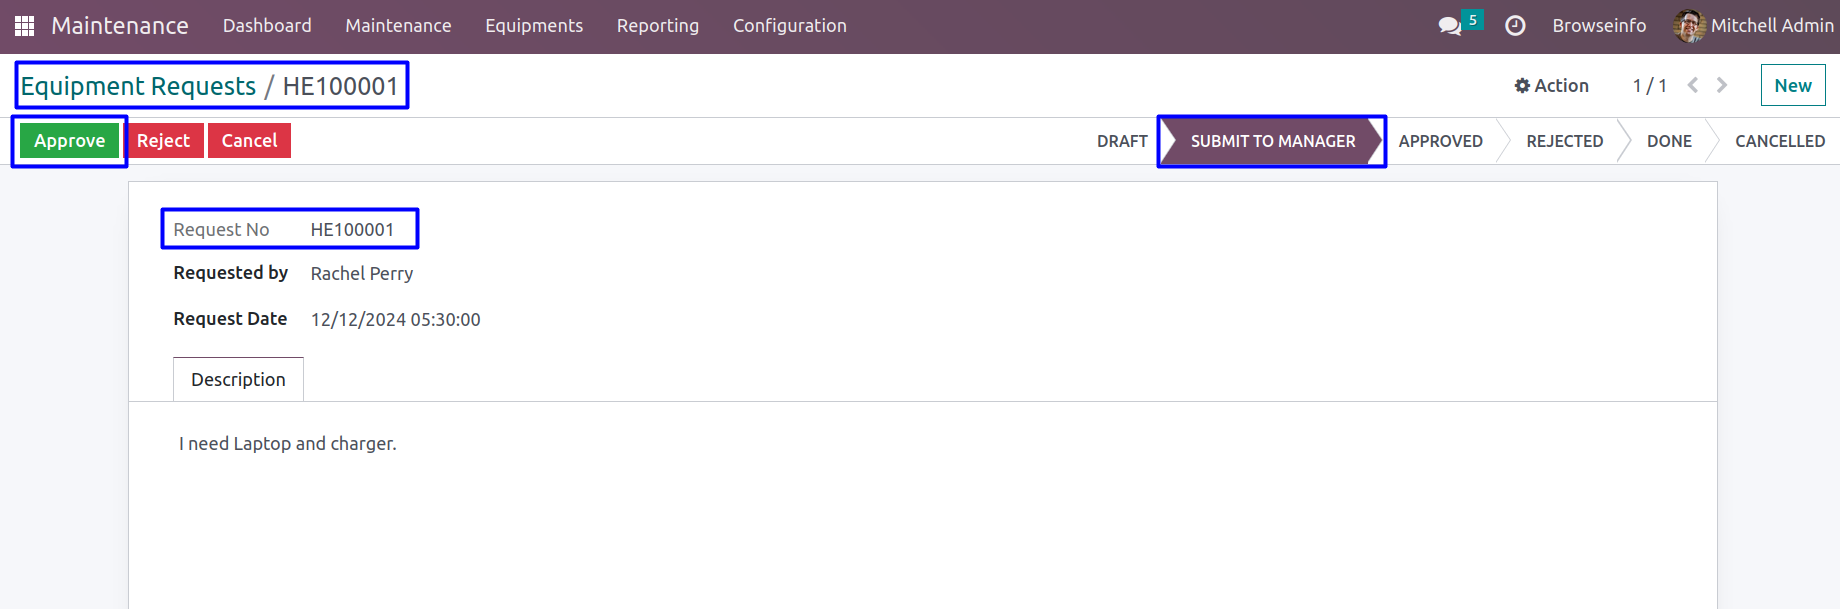 Maintenance Dashboard Maintenance Equipments Reporting Configuration 5 Browseinfo Mitchell Admin
Equipment Requests / HE100001 Action 1 / 1 New
Approve Reject Cancel DRAFT SUBMIT TO MANAGER APPROVED REJECTED DONE CANCELLED
Request No HE100001
Requested by Rachel Perry
Request Date 12/12/2024 05:30:00
Description
I need Laptop and charger.